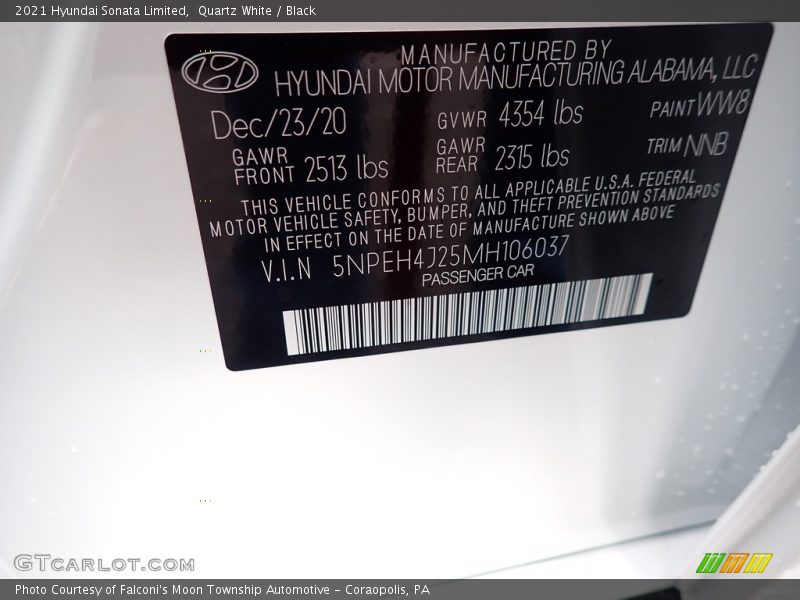 2021 Hyundai Sonata Limited,  Quartz White / Black
MANUFACTURED BY
HYUNDAI MOTOR MANUFACTURING ALABAMA, LLC
Dec/23/20 GVWR 4354 lbs PAINT WW8
GAWR FRONT 2513 lbs GAWR REAR 2315 lbs TRIM NNB
THIS VEHICLE CONFORMS TO ALL APPLICABLE U.S.A. FEDERAL
MOTOR VEHICLE SAFETY, BUMPER, AND THEFT PREVENTION STANDARDS
IN EFFECT ON THE DATE OF MANUFACTURE SHOWN ABOVE
V.I.N 5NPEH4J25MH106037
PASSENGER CAR
GTCARLOT.COM
Photo Courtesy of Falconi's Moon Township Automotive – Coraopolis, PA